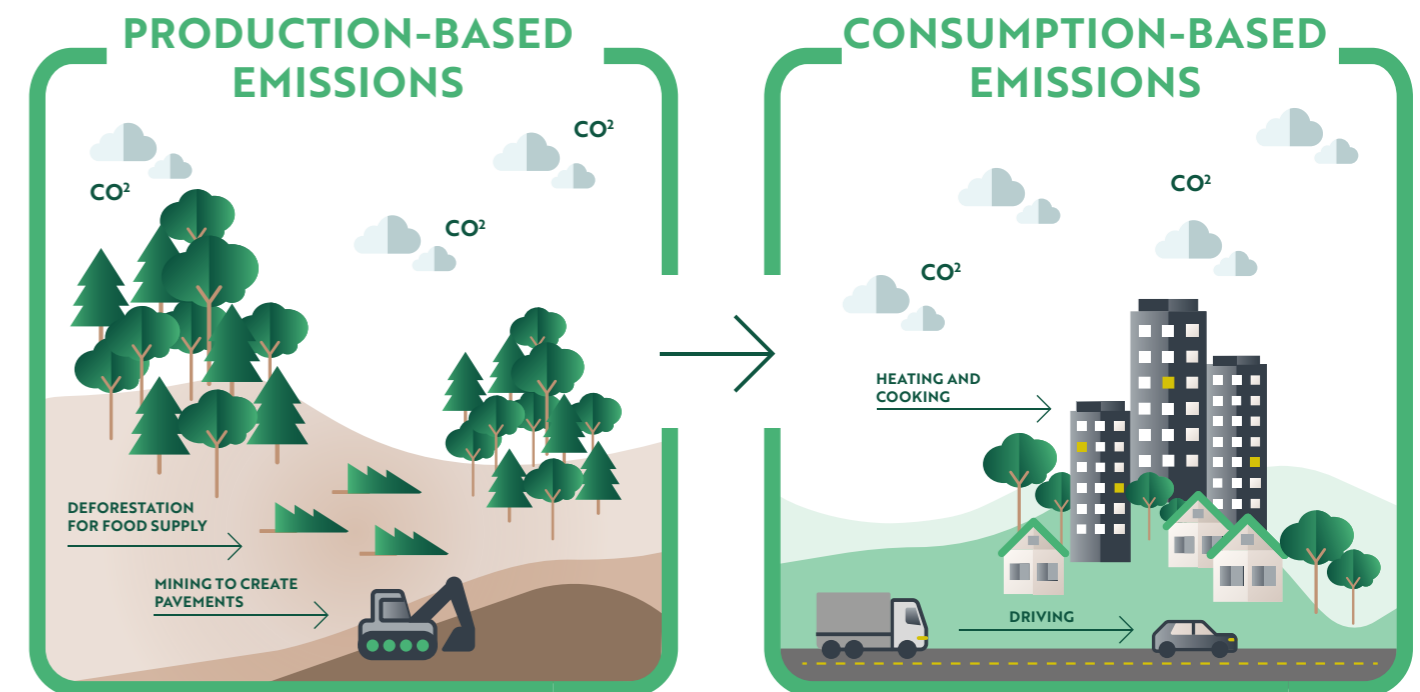 PRODUCTION-BASED
EMISSIONS
CO²
CO²
CO²
DEFORESTATION
FOR FOOD SUPPLY
MINING TO CREATE
PAVEMENTS
CONSUMPTION-BASED
EMISSIONS
CO²
CO²
HEATING AND
COOKING
DRIVING